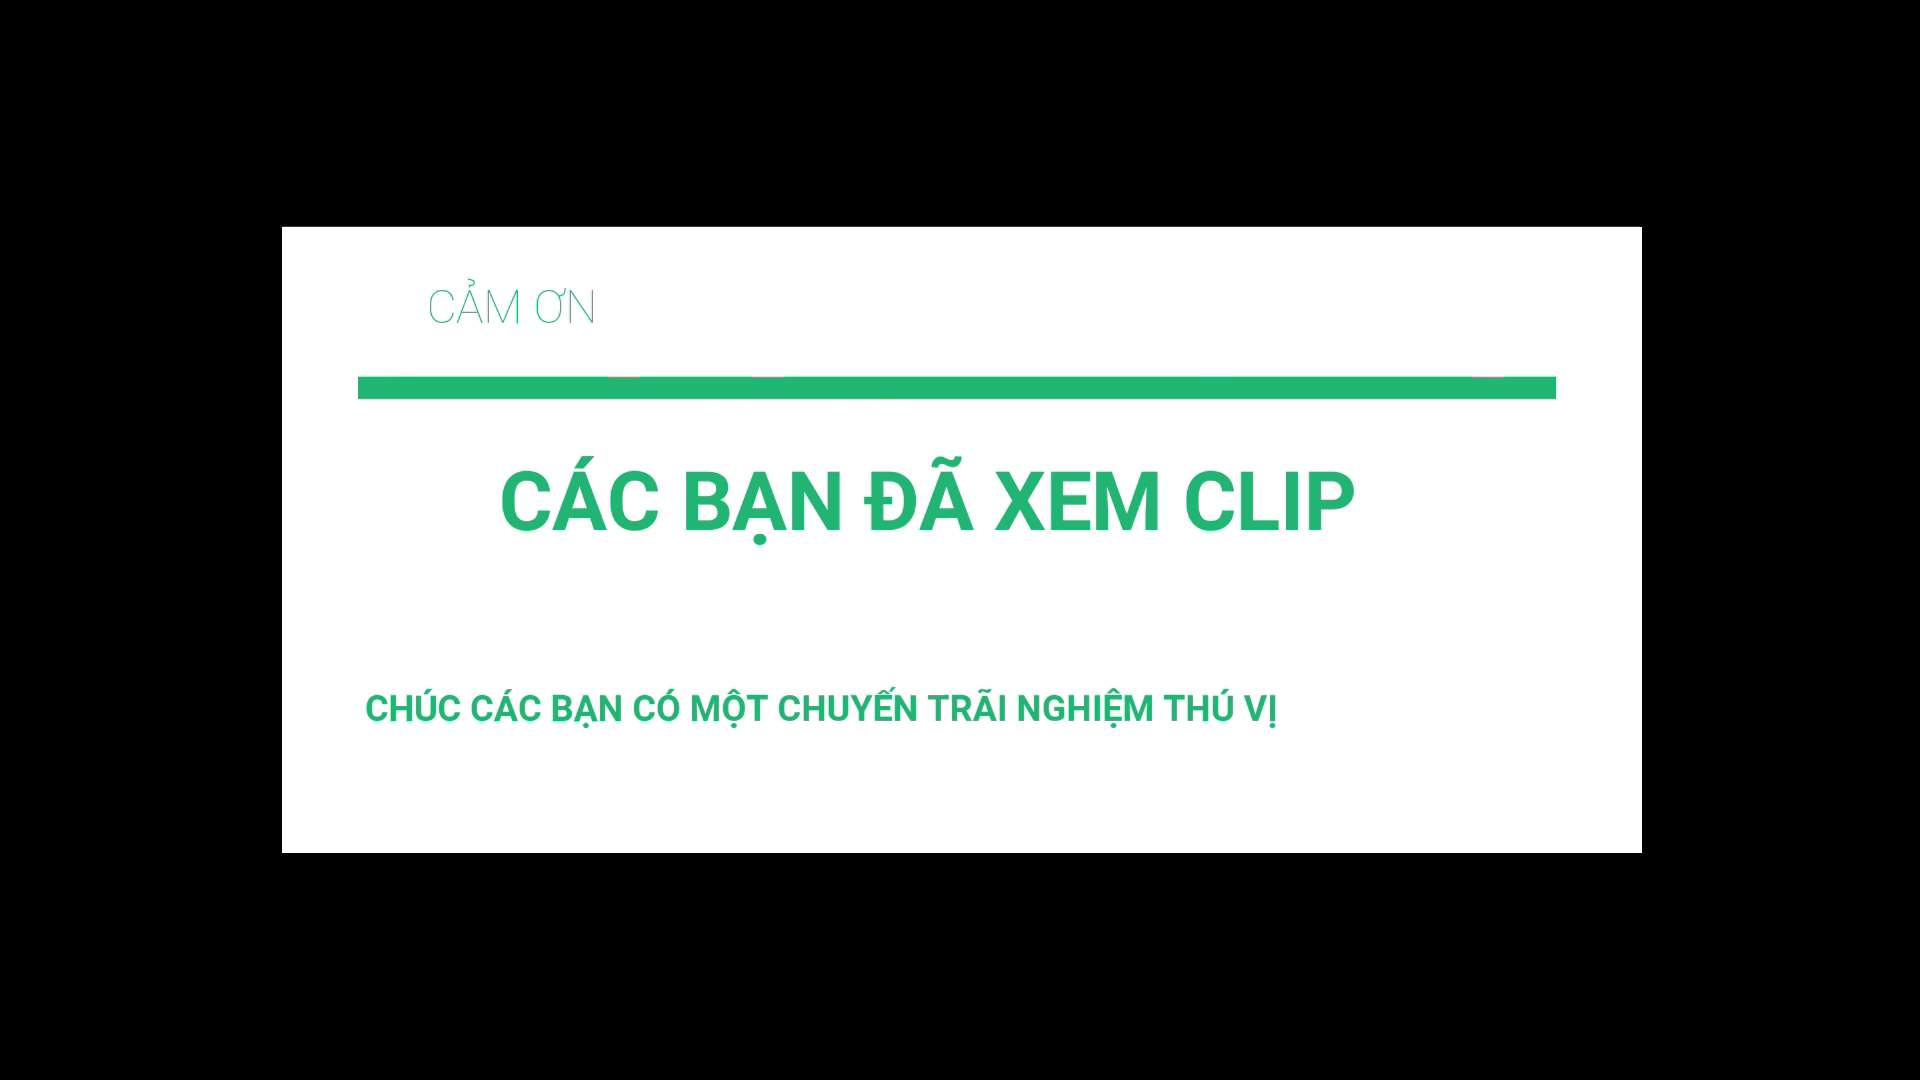 CẢM ƠN
CÁC BẠN ĐÃ XEM CLIP
CHÚC CÁC BẠN CÓ MỘT CHUYẾN TRÃI NGHIỆM THÚ VỊ